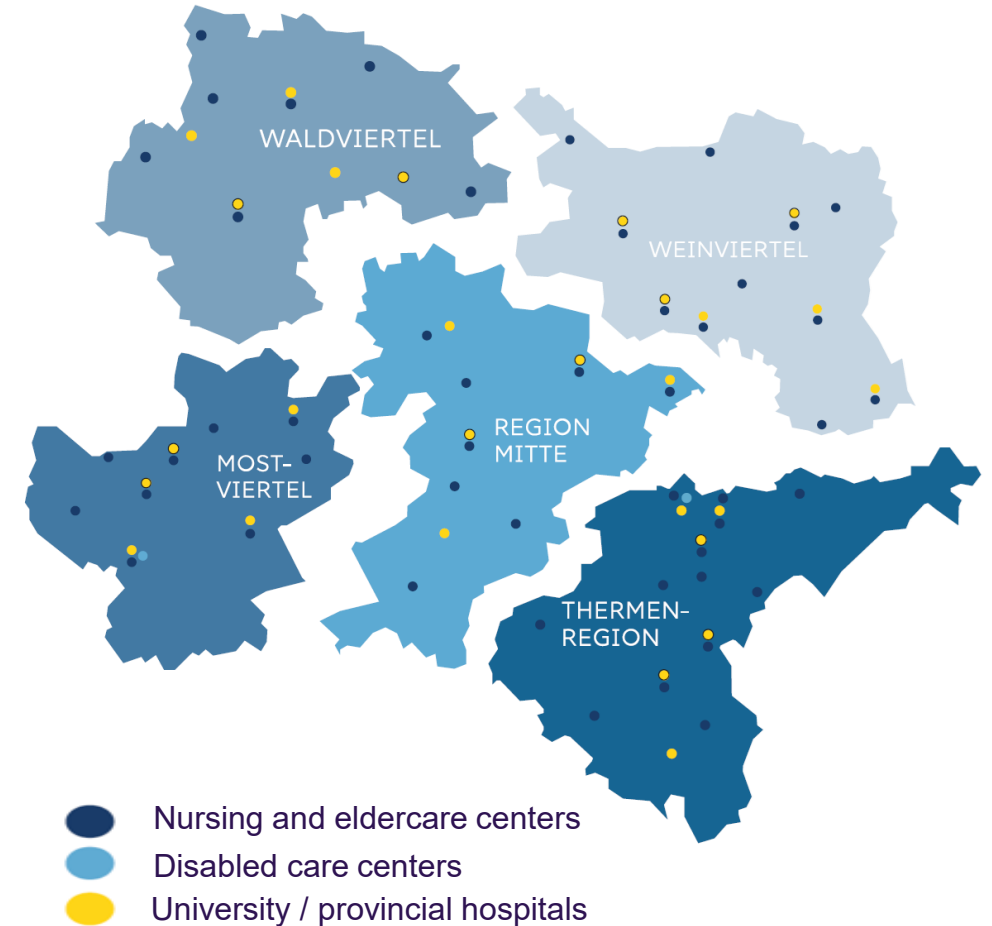 WALDVIERTEL
WEINVIERTEL
REGION
MITTE
MOST-
VIERTEL
THERMEN-
REGION
Nursing and eldercare centers
Disabled care centers
University / provincial hospitals